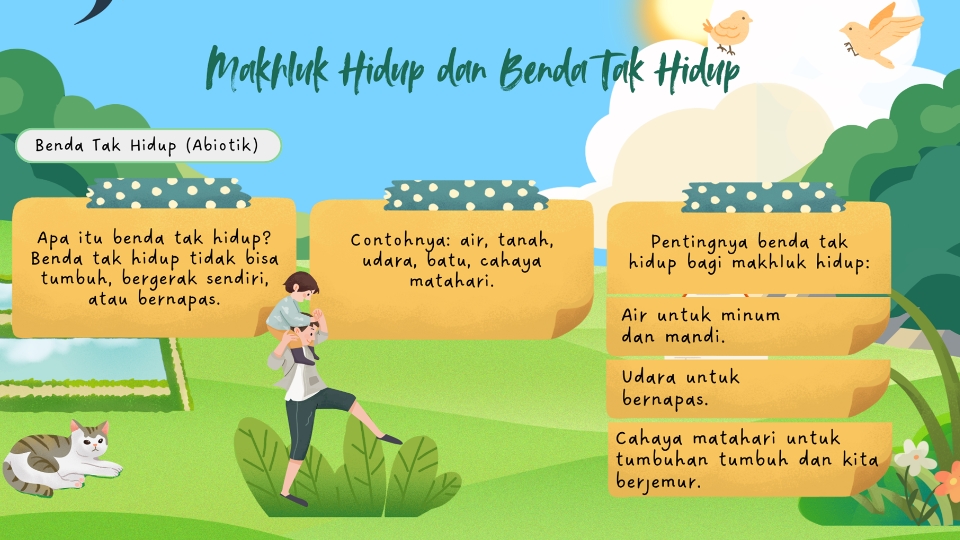 Makhluk Hidup dan Benda Tak Hidup
Benda Tak Hidup (Abiotik)
Apa itu benda tak hidup?
Benda tak hidup tidak bisa
tumbuh, bergerak sendiri,
atau bernapas.
Contohnya: air, tanah,
udara, batu, cahaya
matahari.
Pentingnya benda tak
hidup bagi makhluk hidup:
Air untuk minum
dan mandi.
Udara untuk
bernapas.
Cahaya matahari untuk
tumbuhan tumbuh dan kita
berjemur.